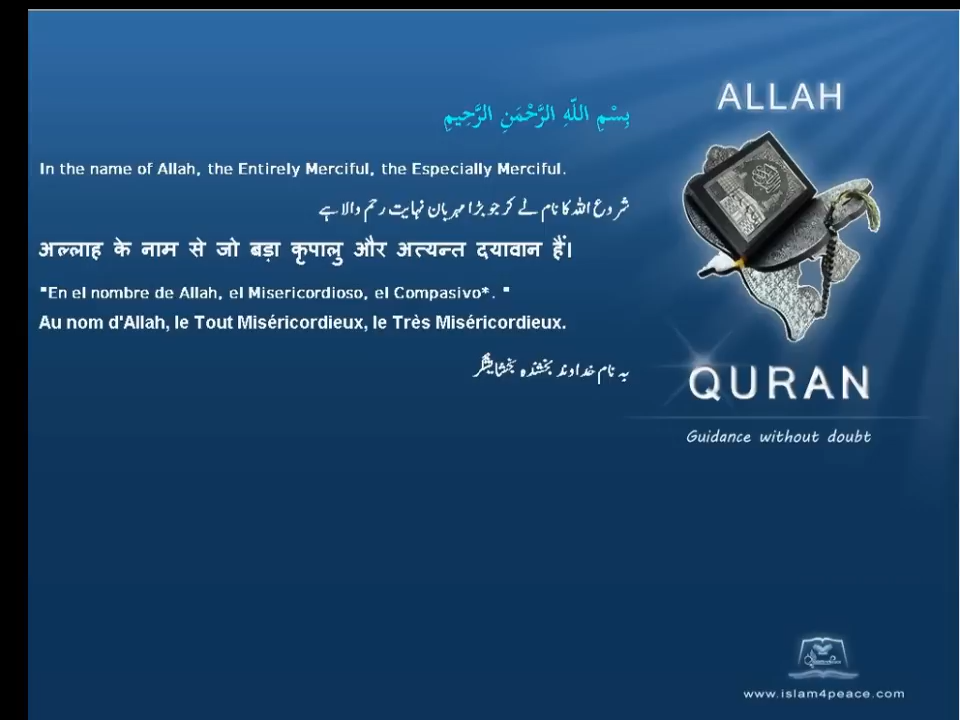 بِسْمِ اللَّهِ الرَّحْمَنِ الرَّحِيمِ
In the name of Allah, the Entirely Merciful, the Especially Merciful.
شروع الله کا نام لے کر جو بڑا مہربان نہایت رحم والا ہے
अल्लाह के नाम से जो बड़ा कृपालु और अत्यन्त दयावान हैं।
"En el nombre de Allah, el Misericordioso, el Compasivo*. "
Au nom d'Allah, le Tout Miséricordieux, le Très Miséricordieux.
به نام خداوند بخشنده بخشایشگر
ALLAH
QURAN
Guidance without doubt
www.islam4peace.com